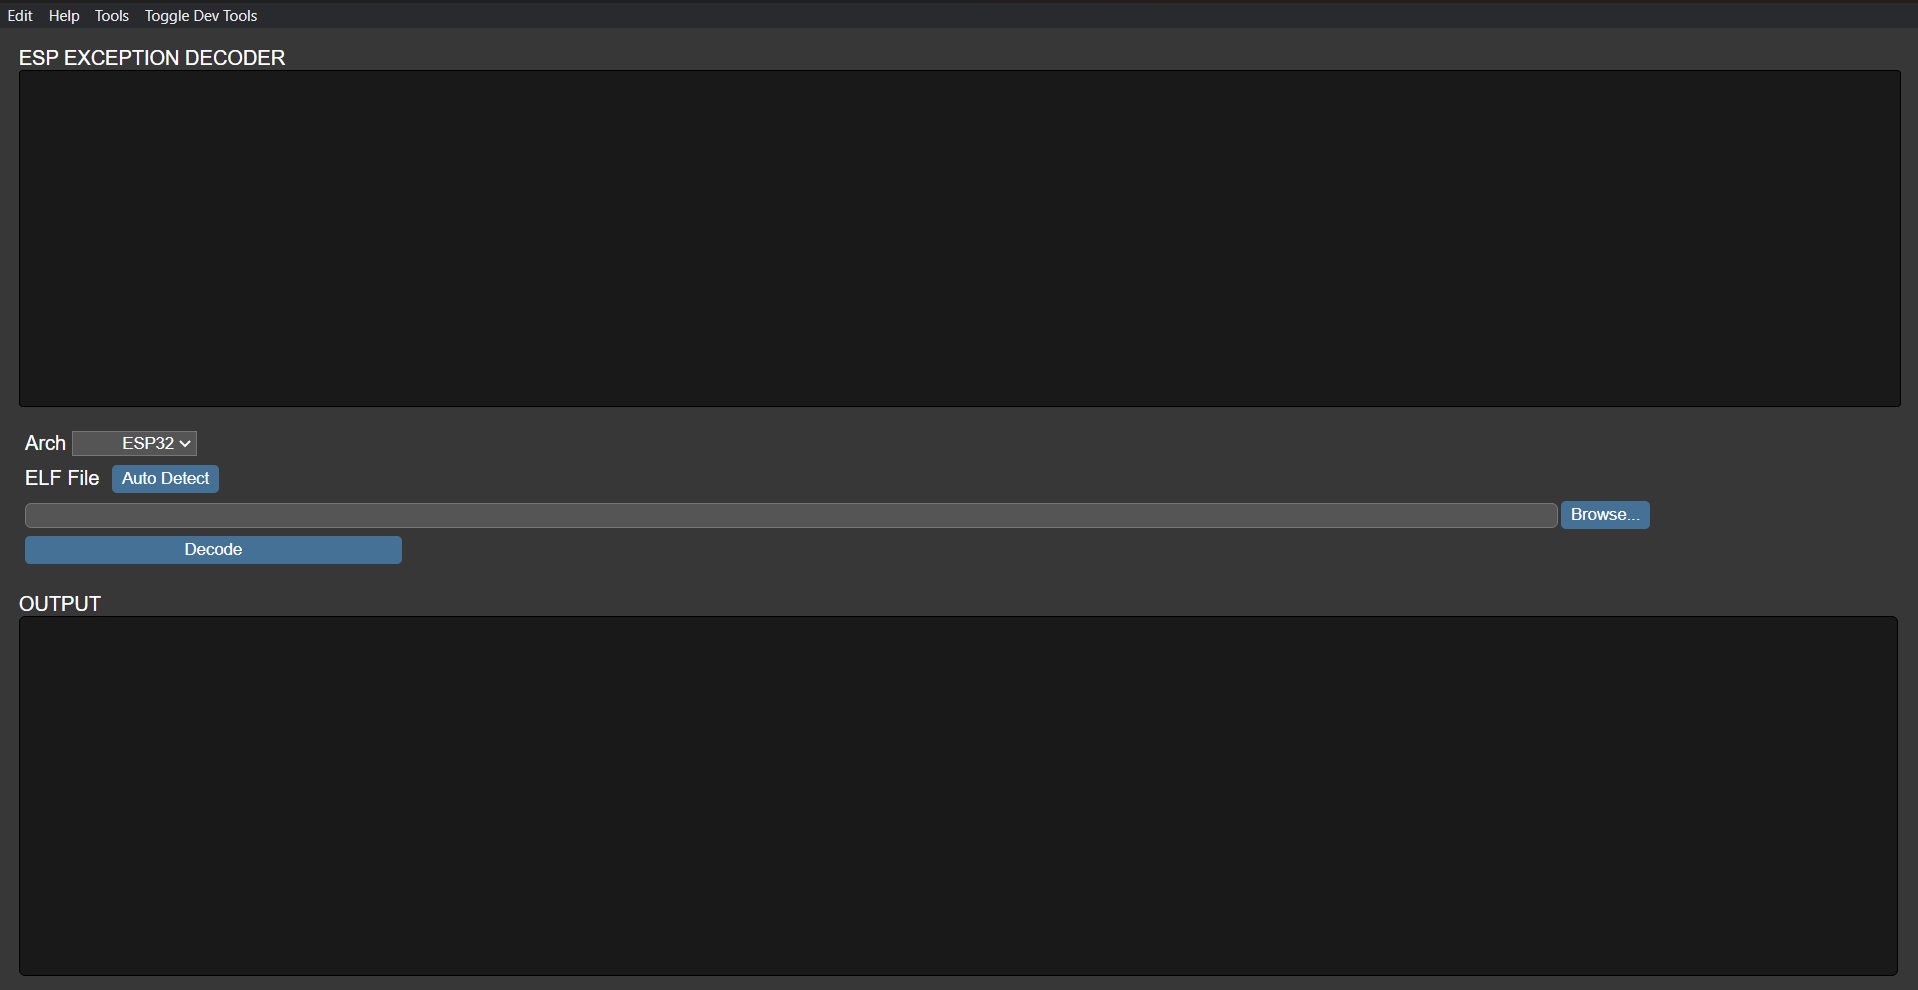 Edit Help Tools Toggle Dev Tools
ESP EXCEPTION DECODER
Arch ESP32
ELF File Auto Detect
Browse...
Decode
OUTPUT